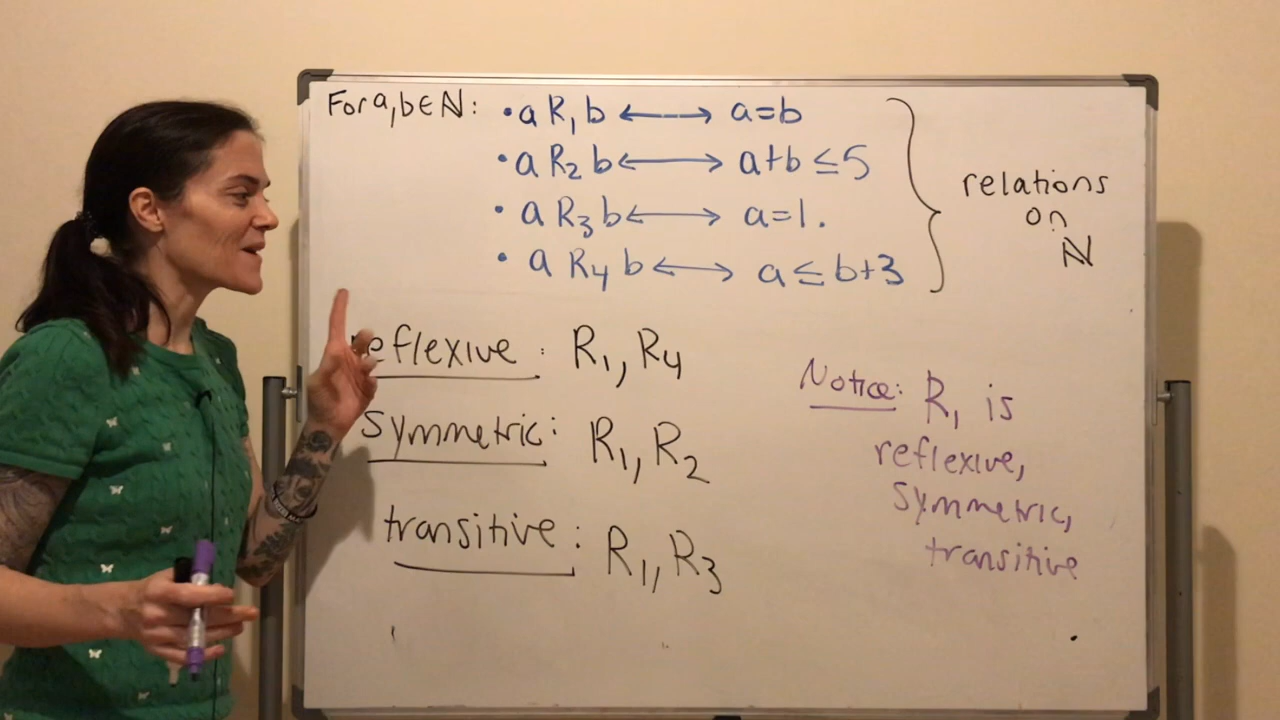 For a,b∈ℕ: • a R₁ b ⟷ a=b
• a R₂ b ⟷ a+b ≤5
• a R₃ b ⟷ a=1.
• a R₄ b ⟷ a≤b+3
relations
on
ℕ
reflexive: R₁, R₄
symmetric: R₁, R₂
transitive: R₁, R₃
Notice: R₁ is
reflexive,
symmetric,
transitive